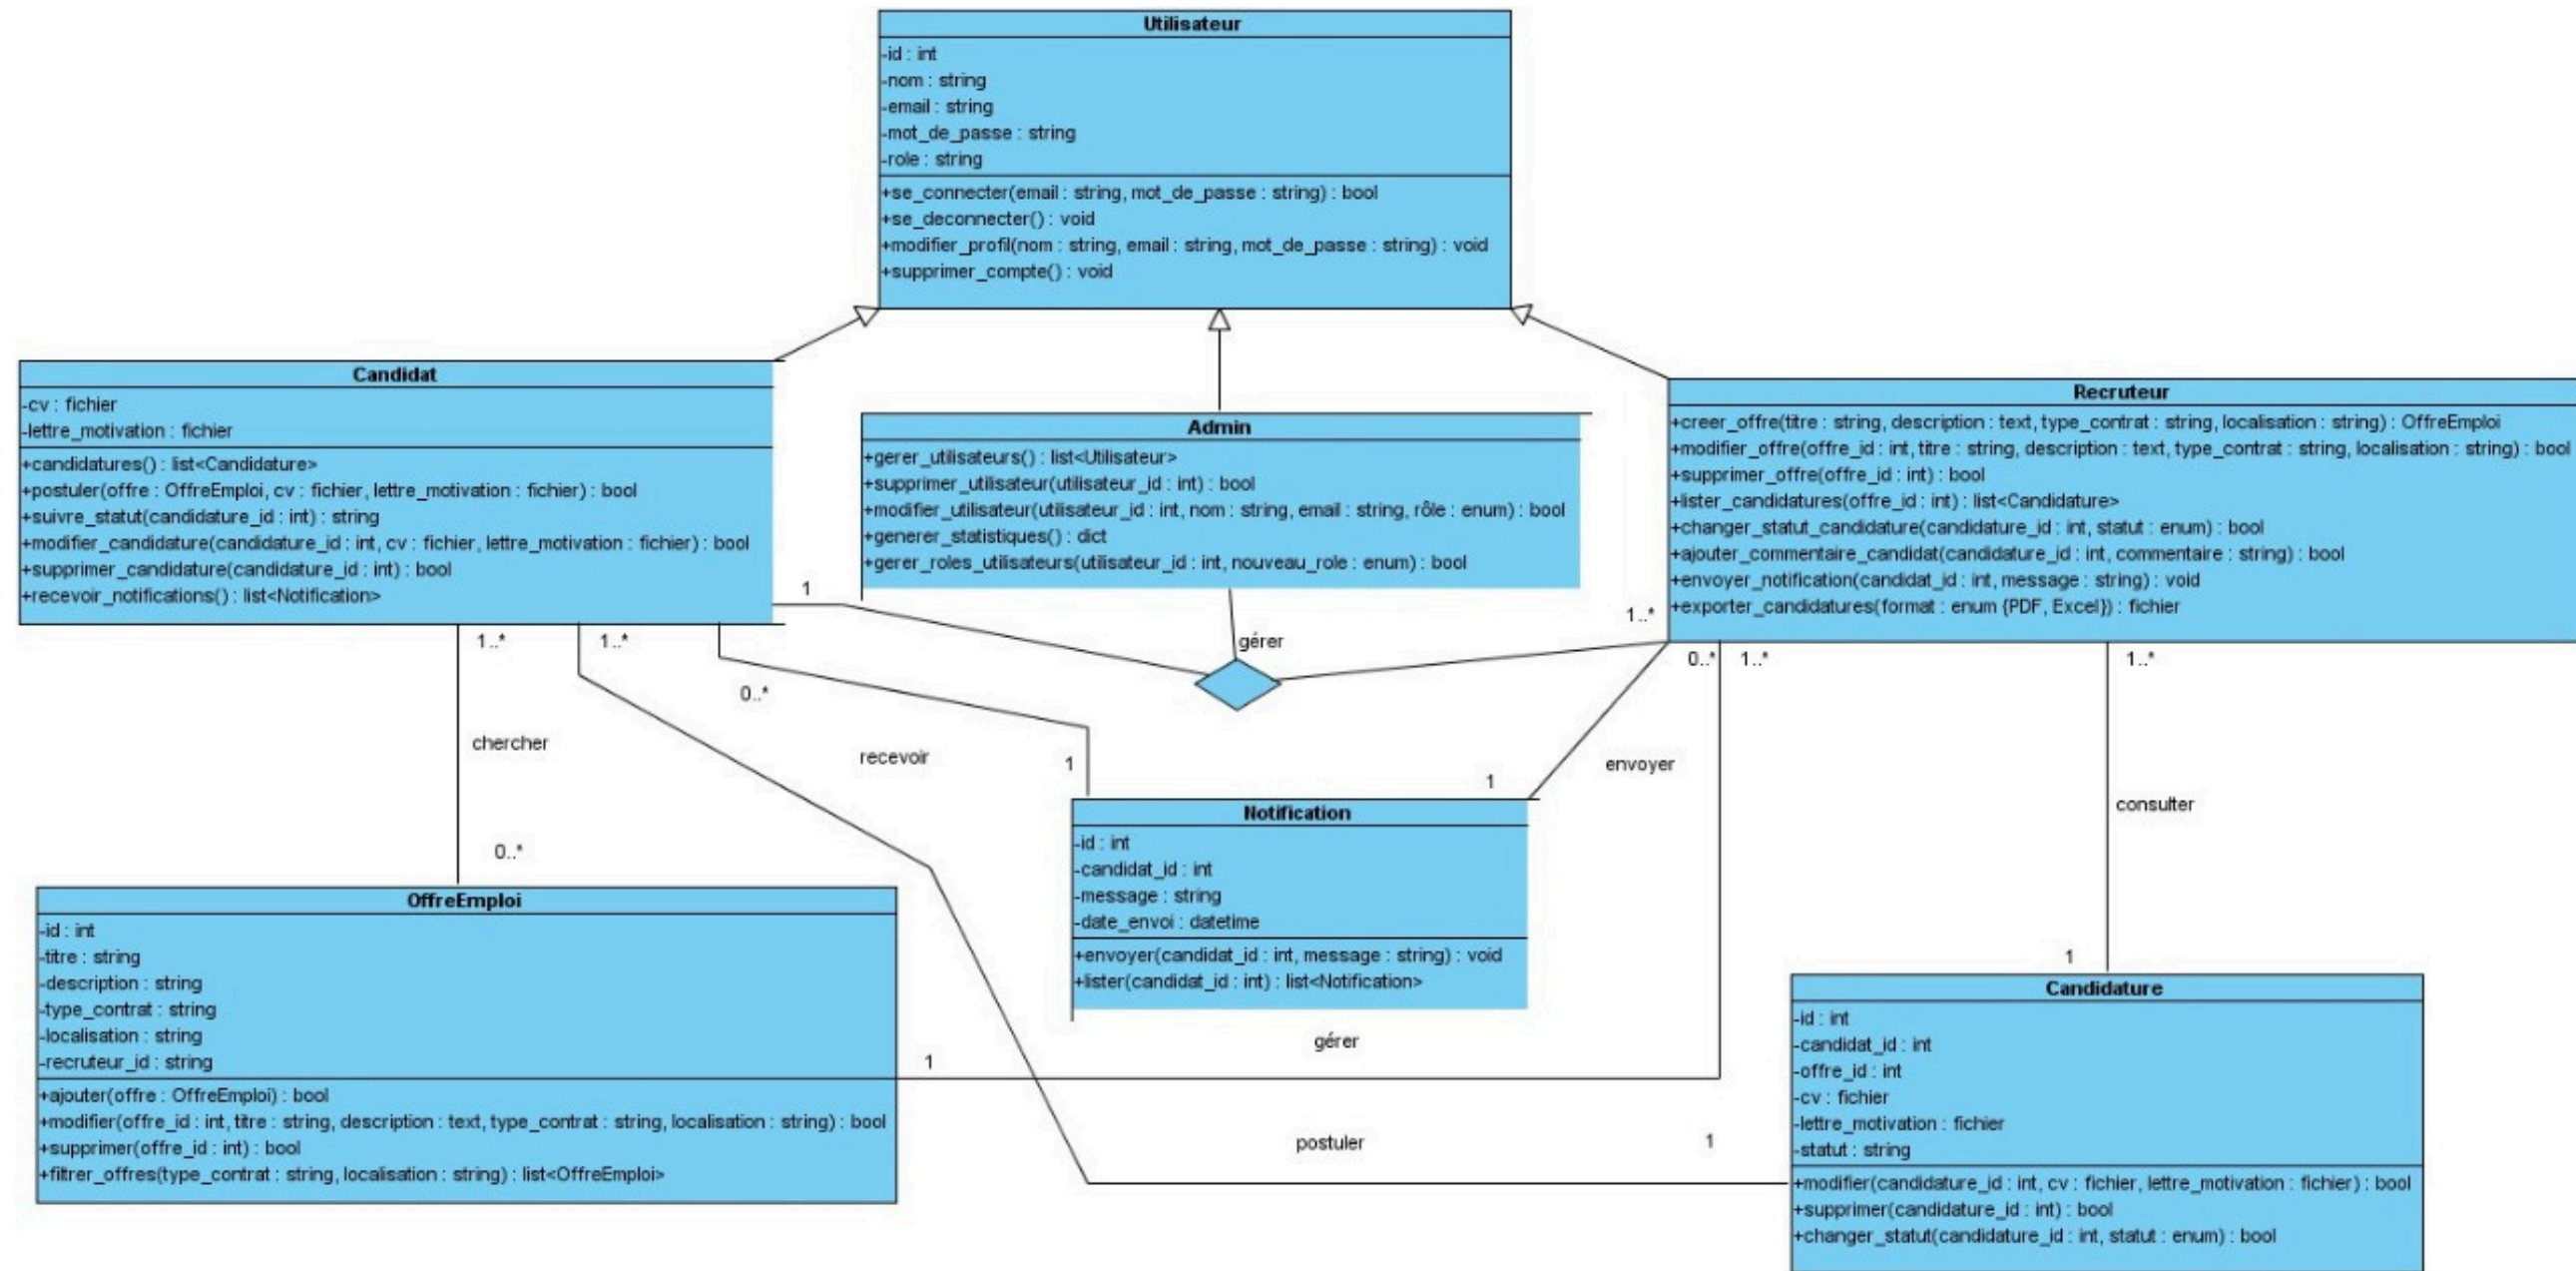 Utilisateur
-id : int
-nom : string
-email : string
-mot_de_passe : string
-role : string
+se_connecter(email : string, mot_de_passe : string) : bool
+se_deconnecter() : void
+modifier_profil(nom : string, email : string, mot_de_passe : string) : void
+supprimer_compte() : void
Candidat
-cv : fichier
-lettre_motivation : fichier
+candidatures() : list<Candidature>
+postuler(offre : OffreEmploi, cv : fichier, lettre_motivation : fichier) : bool
+suivre_statut(candidature_id : int) : string
+modifier_candidature(candidature_id : int, cv : fichier, lettre_motivation : fichier) : bool
+supprimer_candidature(candidature_id : int) : bool
+recevoir_notifications() : list<Notification>
Admin
+gerer_utilisateurs() : list<Utilisateur>
+supprimer_utilisateur(utilisateur_id : int) : bool
+modifier_utilisateur(utilisateur_id : int, nom : string, email : string, rôle : enum) : bool
+generer_statistiques() : dict
+gerer_roles_utilisateurs(utilisateur_id : int, nouveau_role : enum) : bool
Recruteur
+creer_offre(titre : string, description : text, type_contrat : string, localisation : string) : OffreEmploi
+modifier_offre(offre_id : int, titre : string, description : text, type_contrat : string, localisation : string) : bool
+supprimer_offre(offre_id : int) : bool
+lister_candidatures(offre_id : int) : list<Candidature>
+changer_statut_candidature(candidature_id : int, statut : enum) : bool
+ajouter_commentaire_candidat(candidature_id : int, commentaire : string) : bool
+envoyer_notification(candidat_id : int, message : string) : void
+exporter_candidatures(format : enum {PDF, Excel}) : fichier
1
1..*
gérer
1..*
1..*
0..*
0..*
1..*
1..*
chercher
recevoir
1
1
envoyer
consulter
0..*
1
Notification
-id : int
-candidat_id : int
-message : string
-date_envoi : datetime
+envoyer(candidat_id : int, message : string) : void
+lister(candidat_id : int) : list<Notification>
OffreEmploi
-id : int
-titre : string
-description : string
-type_contrat : string
-localisation : string
-recruteur_id : string
+ajouter(offre : OffreEmploi) : bool
+modifier(offre_id : int, titre : string, description : text, type_contrat : string, localisation : string) : bool
+supprimer(offre_id : int) : bool
+filtrer_offres(type_contrat : string, localisation : string) : list<OffreEmploi>
1
gérer
postuler
1
Candidature
-id : int
-candidat_id : int
-offre_id : int
-cv : fichier
-lettre_motivation : fichier
-statut : string
+modifier(candidature_id : int, cv : fichier, lettre_motivation : fichier) : bool
+supprimer(candidature_id : int) : bool
+changer_statut(candidature_id : int, statut : enum) : bool